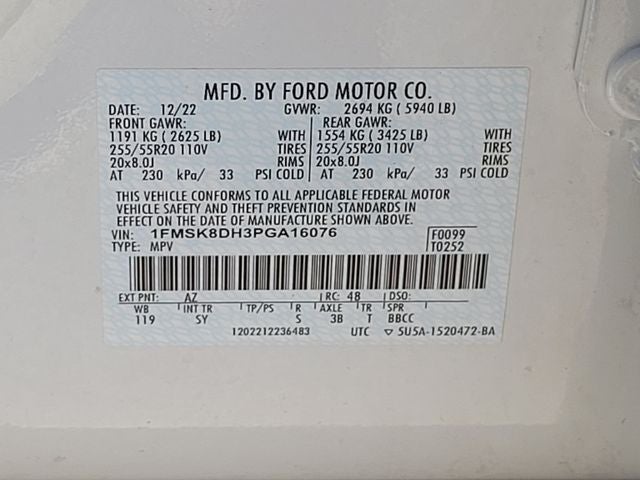 MFD. BY FORD MOTOR CO.
DATE: 12/22 GVWR: 2694 KG ( 5940 LB)
FRONT GAWR: REAR GAWR:
1191 KG ( 2625 LB) WITH 1554 KG ( 3425 LB) WITH
255/55R20 110V TIRES 255/55R20 110V TIRES
20x8.0J RIMS 20x8.0J RIMS
AT 230 kPa/ 33 PSI COLD AT 230 kPa/ 33 PSI COLD
THIS VEHICLE CONFORMS TO ALL APPLICABLE FEDERAL MOTOR
VEHICLE SAFETY AND THEFT PREVENTION STANDARDS IN
EFFECT ON THE DATE OF MANUFACTURE SHOWN ABOVE.
VIN: 1FMSK8DH3PGA16076 F0099
TYPE: MPV T0252
EXT PNT: AZ RC: 48 DSO:
WB INT TR TP/PS R AXLE TR SPR
119 SY S 3B T BBCC
1202212236483 UTC ▽ 5U5A-1520472-BA